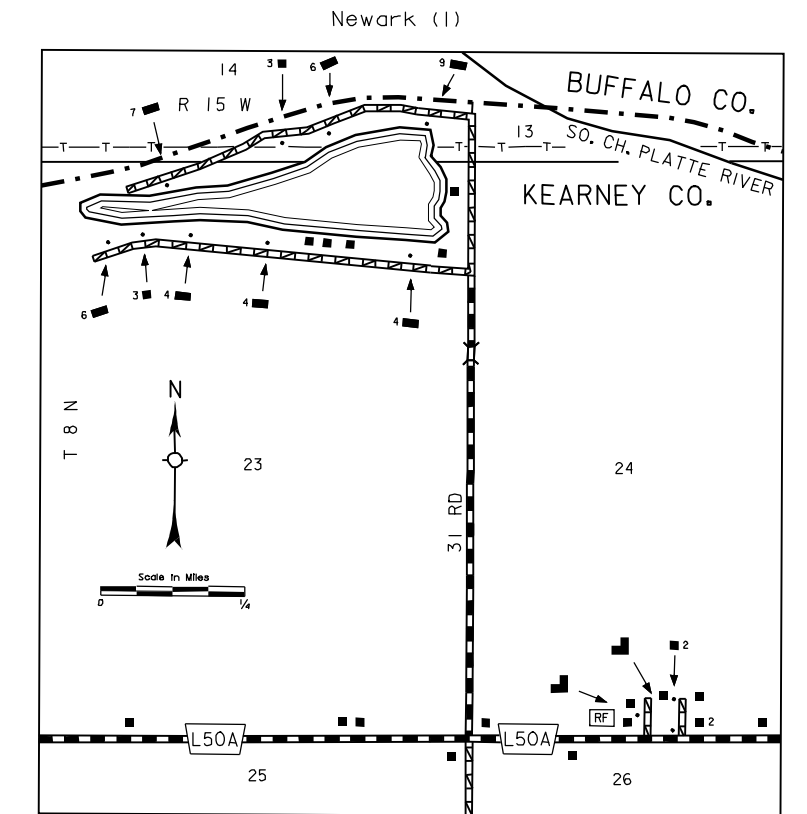 Newark (1)
14
3
6
9
7
R 15 W
BUFFALO CO.
13
SO. CH. PLATTE RIVER
T T T T T T T T
KEARNEY CO.
6
3
4
4
4
N
T 8 N
23
24
31 RD
Scale in Miles
0 1/4
2
RF
2
L50A
L50A
25
26